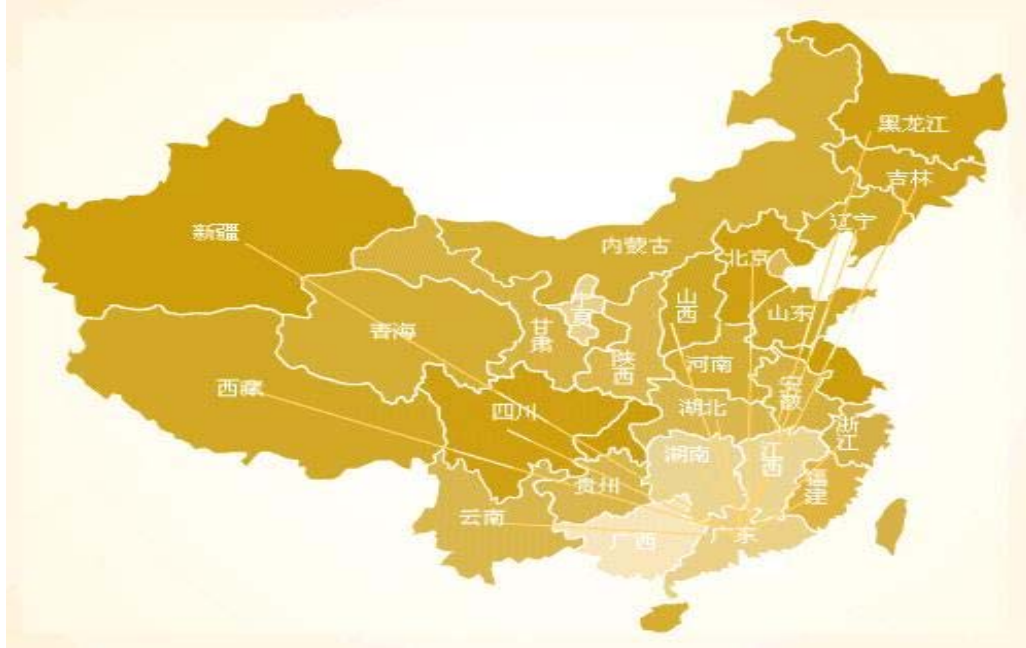 黑龙江
吉林
辽宁
新疆
内蒙古
北京
宁夏
山西
山东
青海
甘肃
陕西
河南
西藏
安徽
四川
湖北
浙江
湖南
江西
贵州
福建
云南
广西
广东